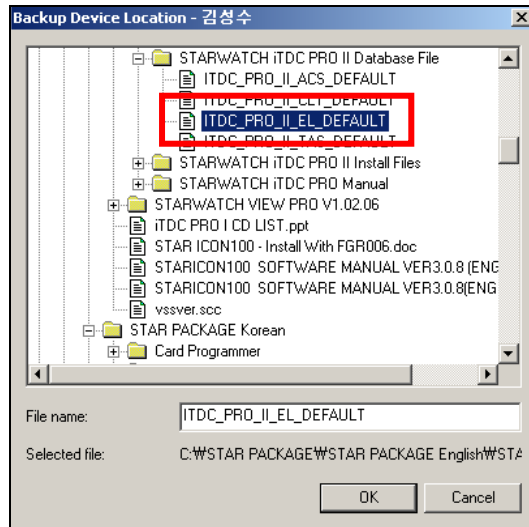 Backup Device Location - 김성수
STARWATCH iTDC PRO II Database File
ITDC_PRO_II_ACS_DEFAULT
ITDC_PRO_II_CLT_DEFAULT
ITDC_PRO_II_EL_DEFAULT
ITDC_PRO_II_TAS_DEFAULT
STARWATCH iTDC PRO II Install Files
STARWATCH iTDC PRO Manual
STARWATCH VIEW PRO V1.02.06
iTDC PRO I CD LIST.ppt
STAR ICON100 - Install With FGR006.doc
STARICON100 SOFTWARE MANUAL VER3.0.8 (ENG
STARICON100 SOFTWARE MANUAL VER3.0.8(ENG
vssver.scc
STAR PACKAGE Korean
Card Programmer
File name: ITDC_PRO_II_EL_DEFAULT
Selected file: C:₩STAR PACKAGE₩STAR PACKAGE English₩STA
OK Cancel